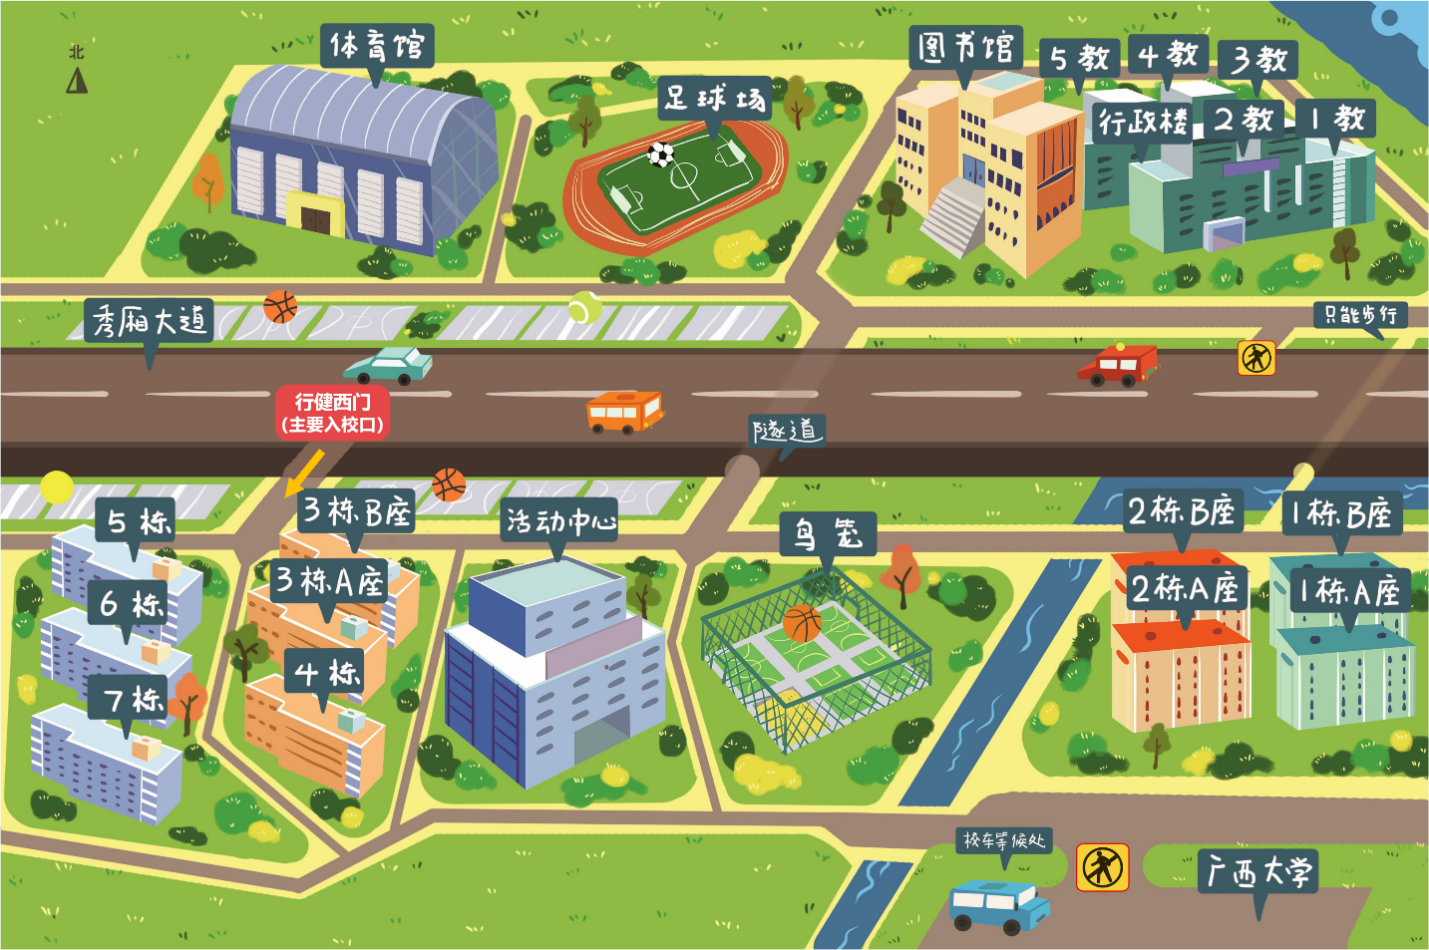 北
体育馆
足球场
图书馆
5教
4教
3教
行政楼
2教
1教
秀厢大道
只能步行
行健西门
(主要入校口)
隧道
5栋
3栋B座
活动中心
鸟笼
2栋B座
1栋B座
6栋
3栋A座
2栋A座
1栋A座
7栋
4栋
校车等候处
广西大学